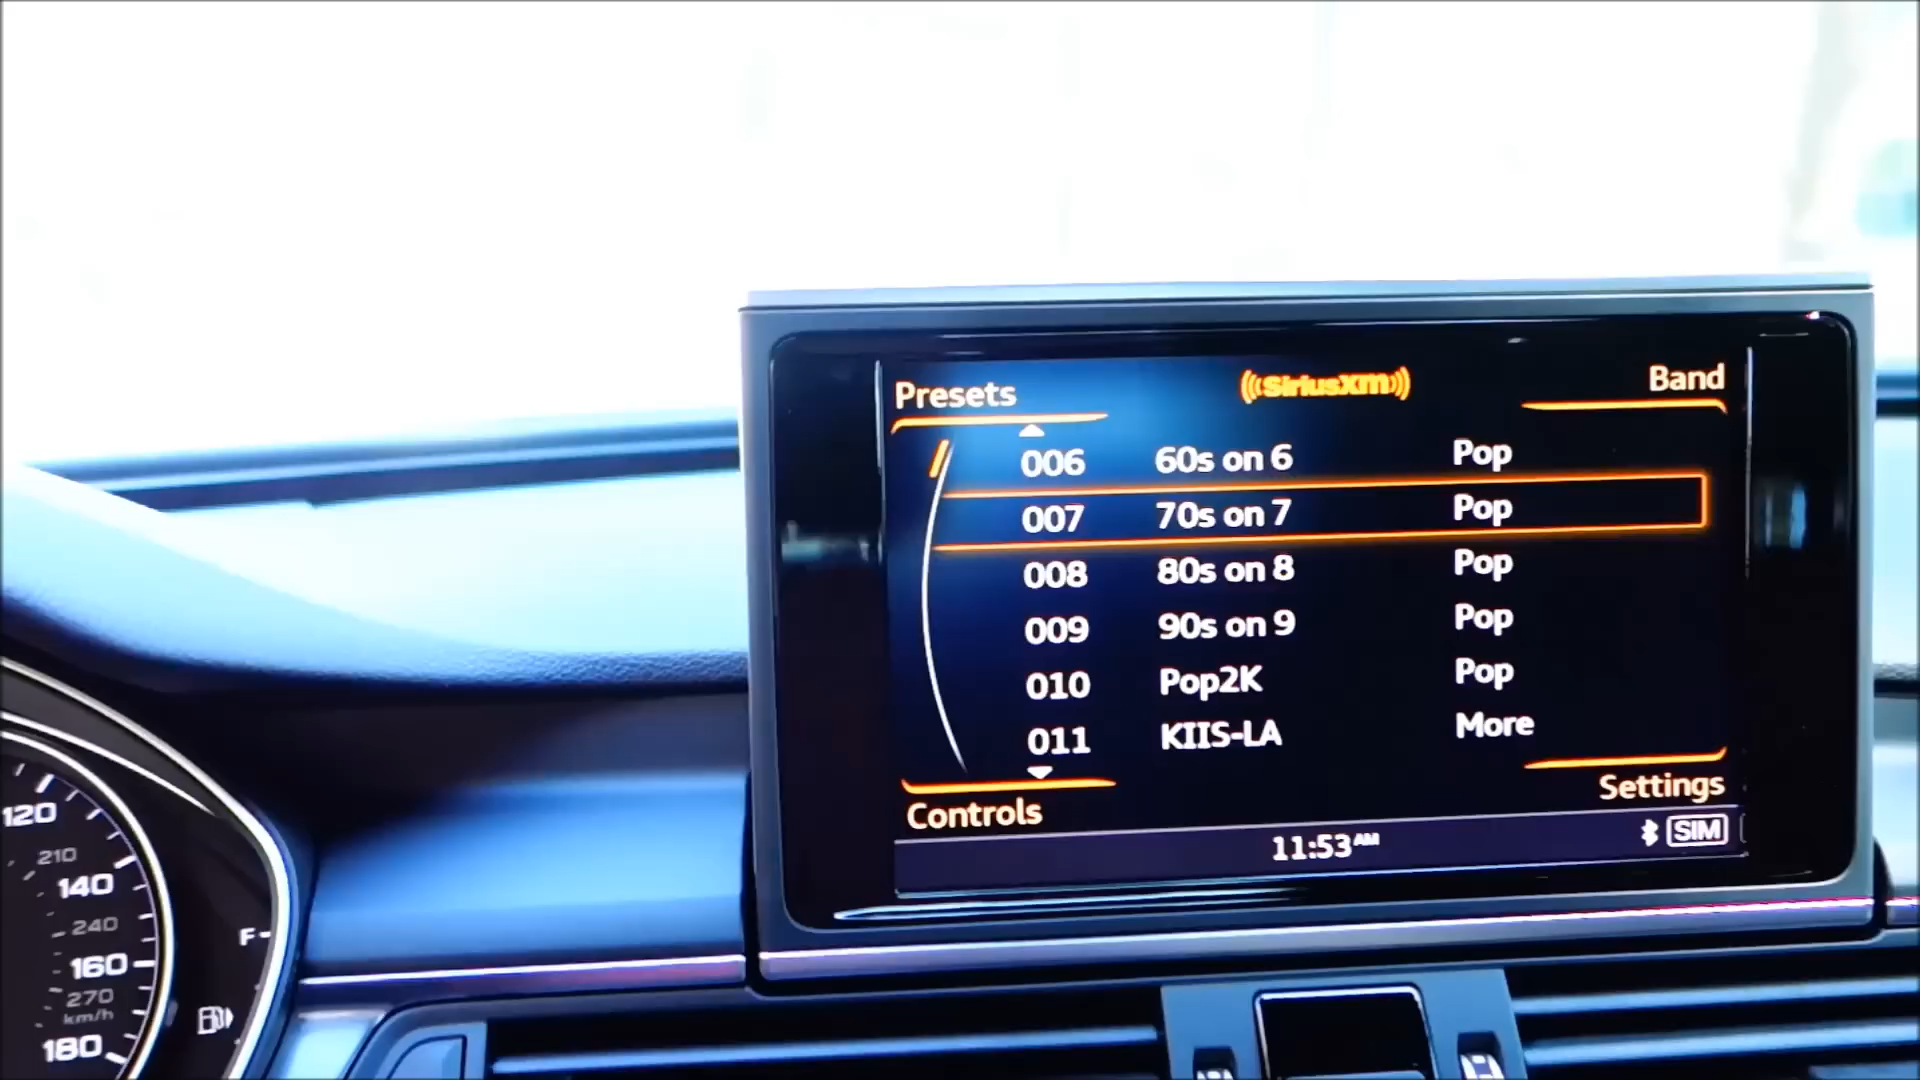 Presets
((SiriusXM))
Band
006 60s on 6 Pop
007 70s on 7 Pop
008 80s on 8 Pop
009 90s on 9 Pop
010 Pop2K Pop
011 KIIS-LA More
Controls
Settings
11:53AM
SIM
120
210
140
240
160
270
km/h
180
F